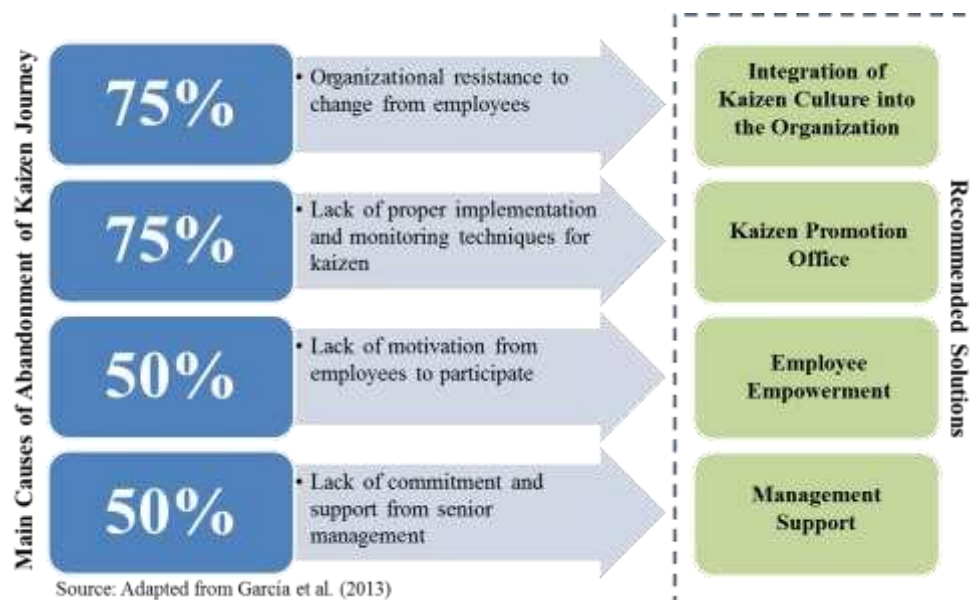 Main Causes of Abandonment of Kaizen Journey
75%
• Organizational resistance to
change from employees
Integration of
Kaizen Culture into
the Organization
75%
• Lack of proper implementation
and monitoring techniques for
kaizen
Kaizen Promotion
Office
50%
• Lack of motivation from
employees to participate
Employee
Empowerment
50%
• Lack of commitment and
support from senior
management
Management
Support
Recommended Solutions
Source: Adapted from García et al. (2013)